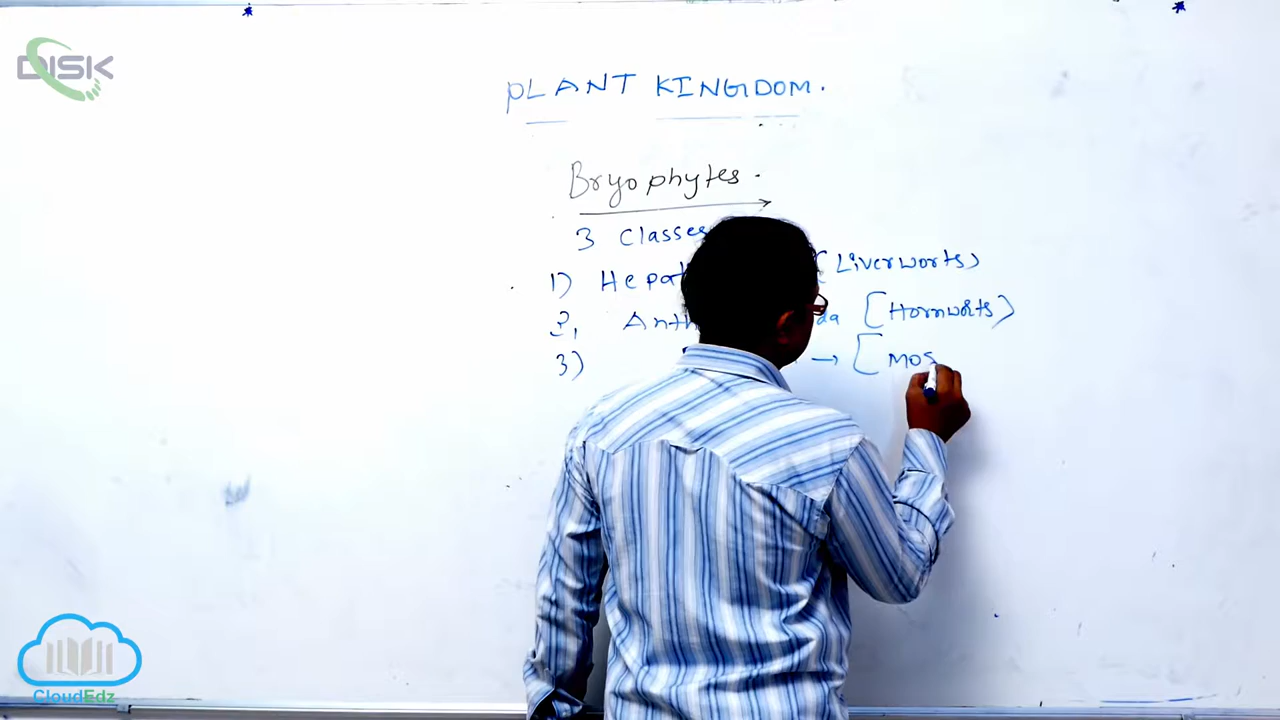 DISK
PLANT KINGDOM.
Bryophytes.
3 Classes
1) Hepat (Liverworts)
2, Anth da [Hornworts)
3) → [Mos
CloudEdz